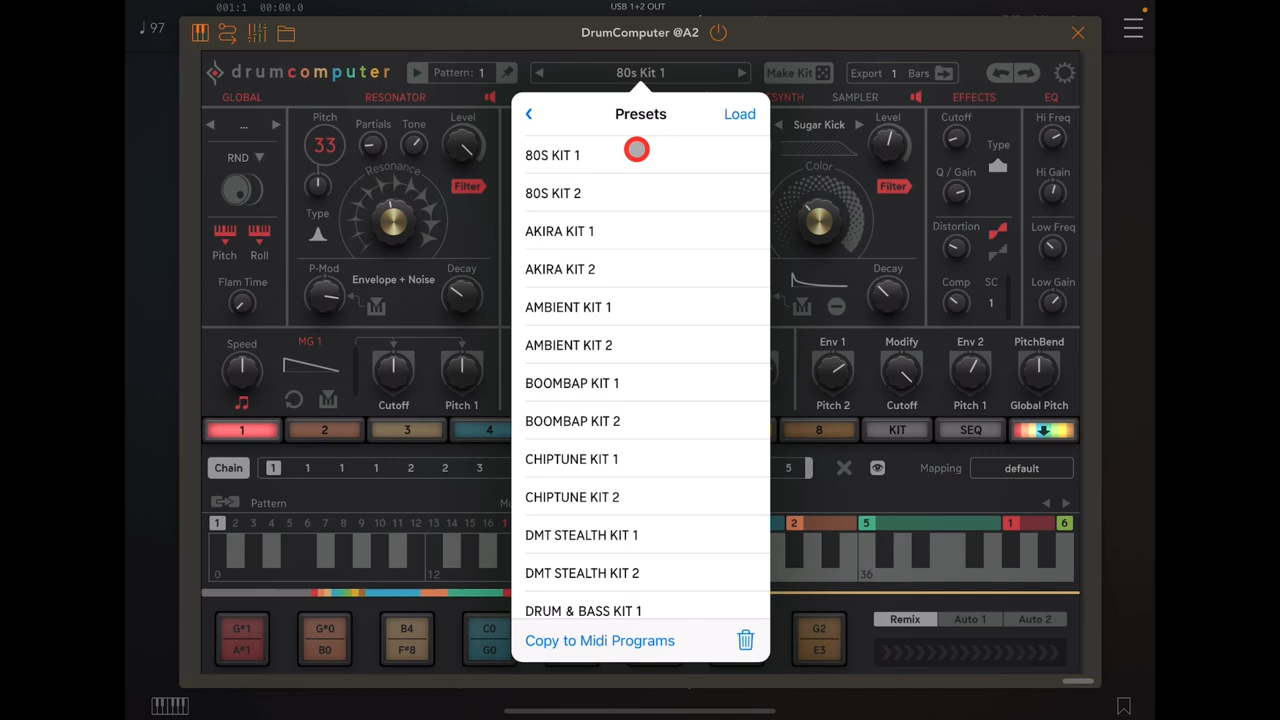 001:1 00:00.0
USB 1+2 OUT
♩97
DrumComputer @A2
drumcomputer
Pattern: 1
80s Kit 1
Make Kit
Export 1 Bars
GLOBAL
RESONATOR
SYNTH
SAMPLER
EFFECTS
EQ
Presets
Load
80S KIT 1
80S KIT 2
AKIRA KIT 1
AKIRA KIT 2
AMBIENT KIT 1
AMBIENT KIT 2
BOOMBAP KIT 1
BOOMBAP KIT 2
CHIPTUNE KIT 1
CHIPTUNE KIT 2
DMT STEALTH KIT 1
DMT STEALTH KIT 2
DRUM & BASS KIT 1
Copy to Midi Programs
...
RND
Pitch
Roll
Flam Time
Pitch
33
Partials
Tone
Level
Resonance
Filter
Type
P-Mod
Envelope + Noise
Decay
Sugar Kick
Level
Color
Filter
Decay
Cutoff
Type
Q / Gain
Distortion
Comp
SC
1
Hi Freq
Hi Gain
Low Freq
Low Gain
Speed
MG 1
Cutoff
Pitch 1
Env 1
Modify
Env 2
PitchBend
Pitch 2
Cutoff
Pitch 1
Global Pitch
1 2 3 4
8 KIT SEQ
Chain
1 1 1 1 2 2 3
5
Mapping
default
Pattern
1 2 3 4 5 6 7 8 9 10 11 12 13 14 15 16 1
2 5 1 6
0 12 36
G#1 G#0 B4 C0 G2
A#1 B0 F#8 G0 E3
Remix
Auto 1
Auto 2